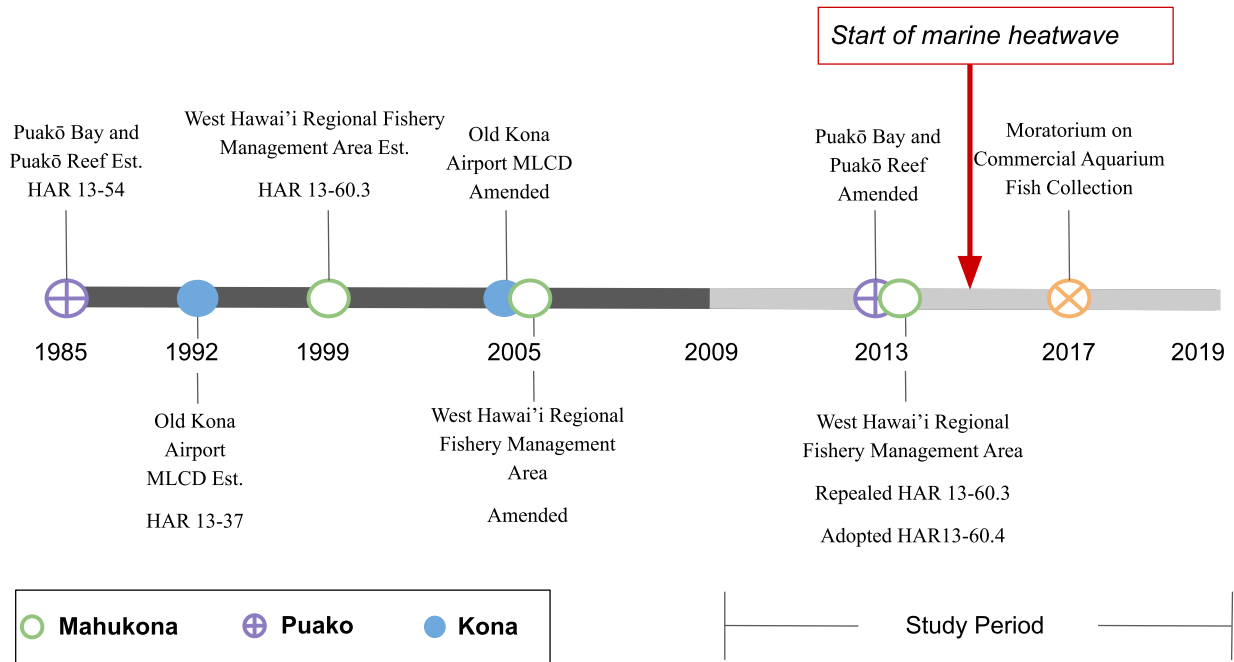 Start of marine heatwave
Puakō Bay and
Puakō Reef Est.
HAR 13-54
West Hawai’i Regional Fishery
Management Area Est.
HAR 13-60.3
Old Kona
Airport MLCD
Amended
Puakō Bay and
Puakō Reef
Amended
Moratorium on
Commercial Aquarium
Fish Collection
1985
1992
1999
2005
2009
2013
2017
2019
Old Kona
Airport
MLCD Est.
HAR 13-37
West Hawai’i Regional
Fishery Management
Area
Amended
West Hawai’i Regional
Fishery Management Area
Repealed HAR 13-60.3
Adopted HAR13-60.4
Mahukona
Puako
Kona
Study Period